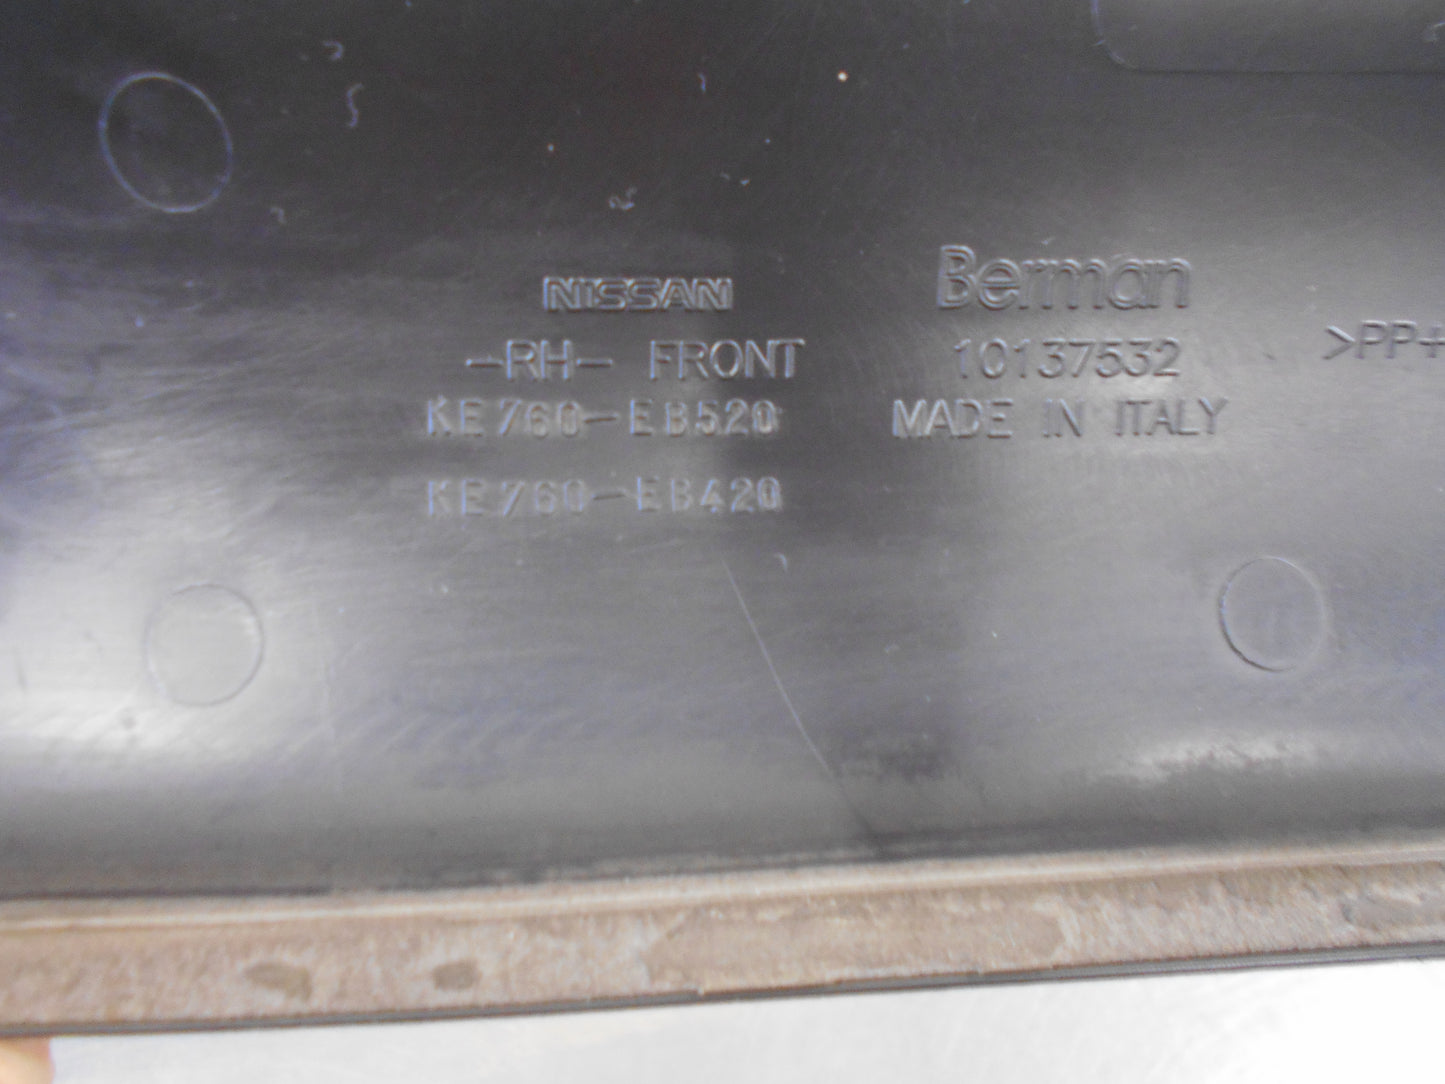 NISSAN
-RH- FRONT
KE760-EB520
KE760-EB420
Berman
10137532
MADE IN ITALY
>PP+